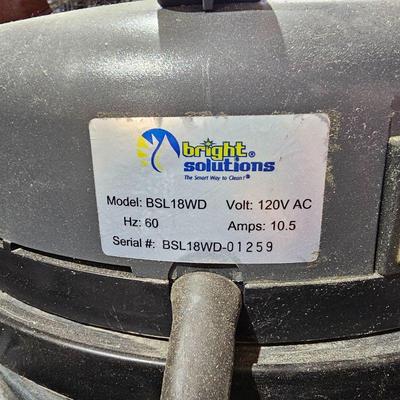 bright®
solutions
The Smart Way to Clean!®
Model: BSL18WD Volt: 120V AC
Hz: 60 Amps: 10.5
Serial #: BSL18WD-01259